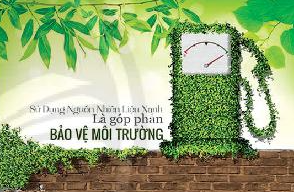 Sử Dụng Nguồn Nhiên Liệu Xanh
Là góp phần
BẢO VỆ MÔI TRƯỜNG